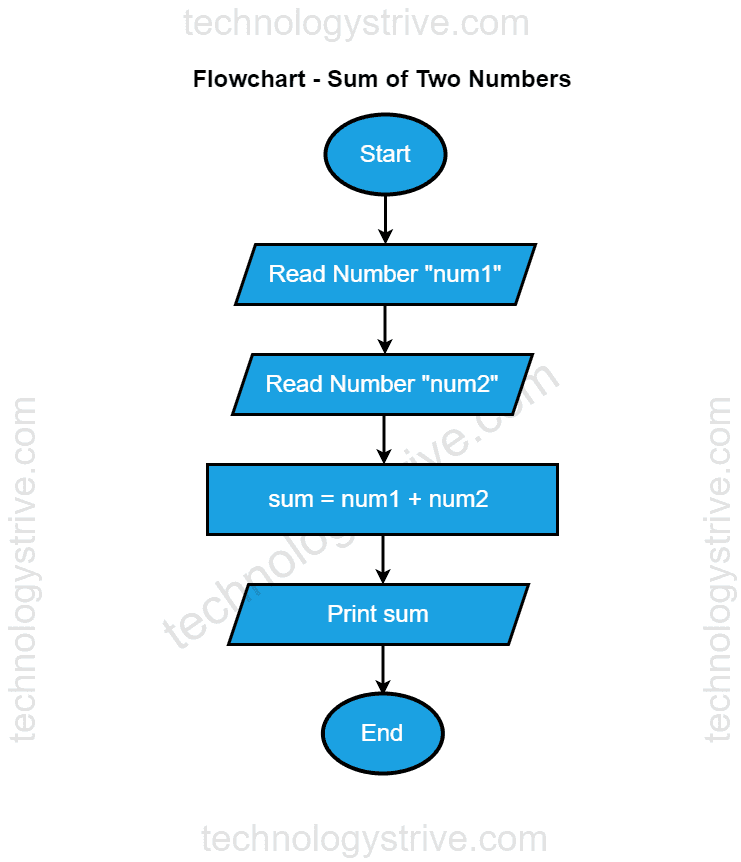 technologystrive.com
Flowchart - Sum of Two Numbers
Start
Read Number "num1"
Read Number "num2"
sum = num1 + num2
Print sum
End
technologystrive.com
technologystrive.com
technologystrive.com
technologystrive.com